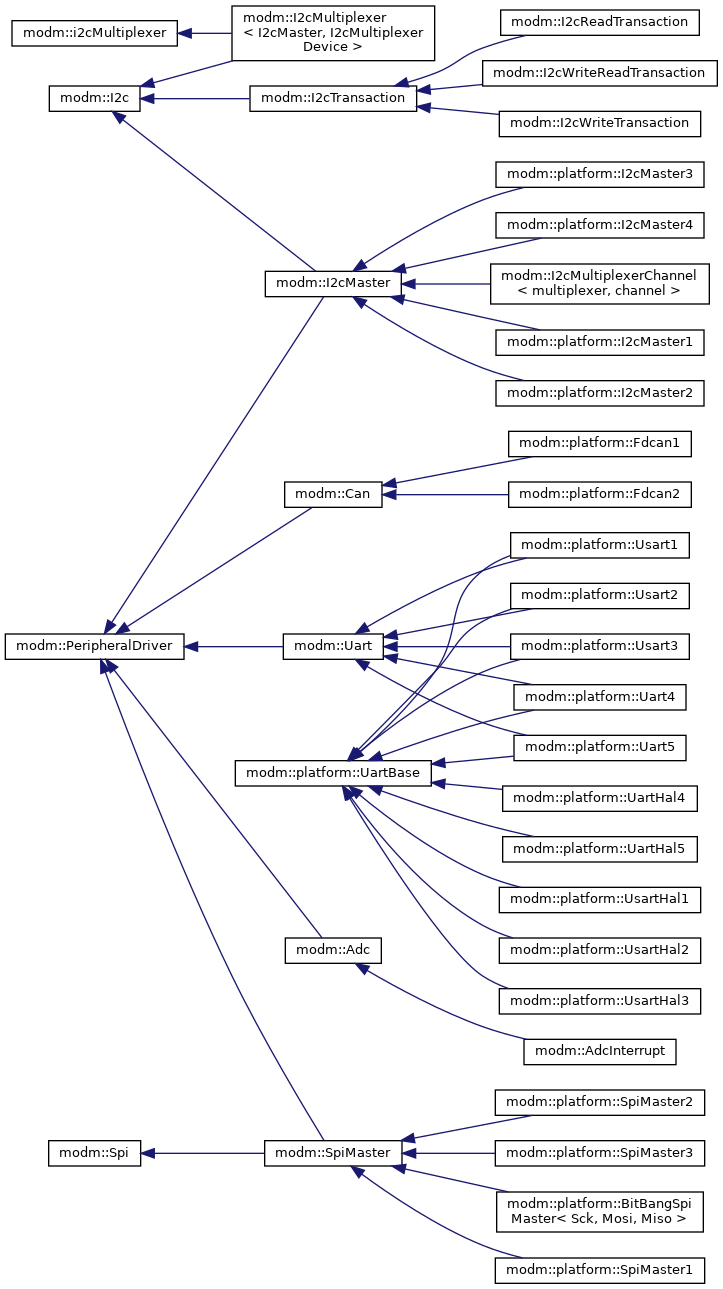 modm::i2cMultiplexer
modm::I2cMultiplexer
< I2cMaster, I2cMultiplexer
Device >
modm::I2c
modm::I2cTransaction
modm::I2cReadTransaction
modm::I2cWriteReadTransaction
modm::I2cWriteTransaction
modm::I2cMaster
modm::platform::I2cMaster3
modm::platform::I2cMaster4
modm::I2cMultiplexerChannel
< multiplexer, channel >
modm::platform::I2cMaster1
modm::platform::I2cMaster2
modm::PeripheralDriver
modm::Can
modm::platform::Fdcan1
modm::platform::Fdcan2
modm::Uart
modm::platform::Usart1
modm::platform::Usart2
modm::platform::Usart3
modm::platform::Uart4
modm::platform::Uart5
modm::platform::UartBase
modm::platform::UartHal4
modm::platform::UartHal5
modm::platform::UsartHal1
modm::platform::UsartHal2
modm::platform::UsartHal3
modm::Adc
modm::AdcInterrupt
modm::Spi
modm::SpiMaster
modm::platform::SpiMaster2
modm::platform::SpiMaster3
modm::platform::BitBangSpi
Master< Sck, Mosi, Miso >
modm::platform::SpiMaster1